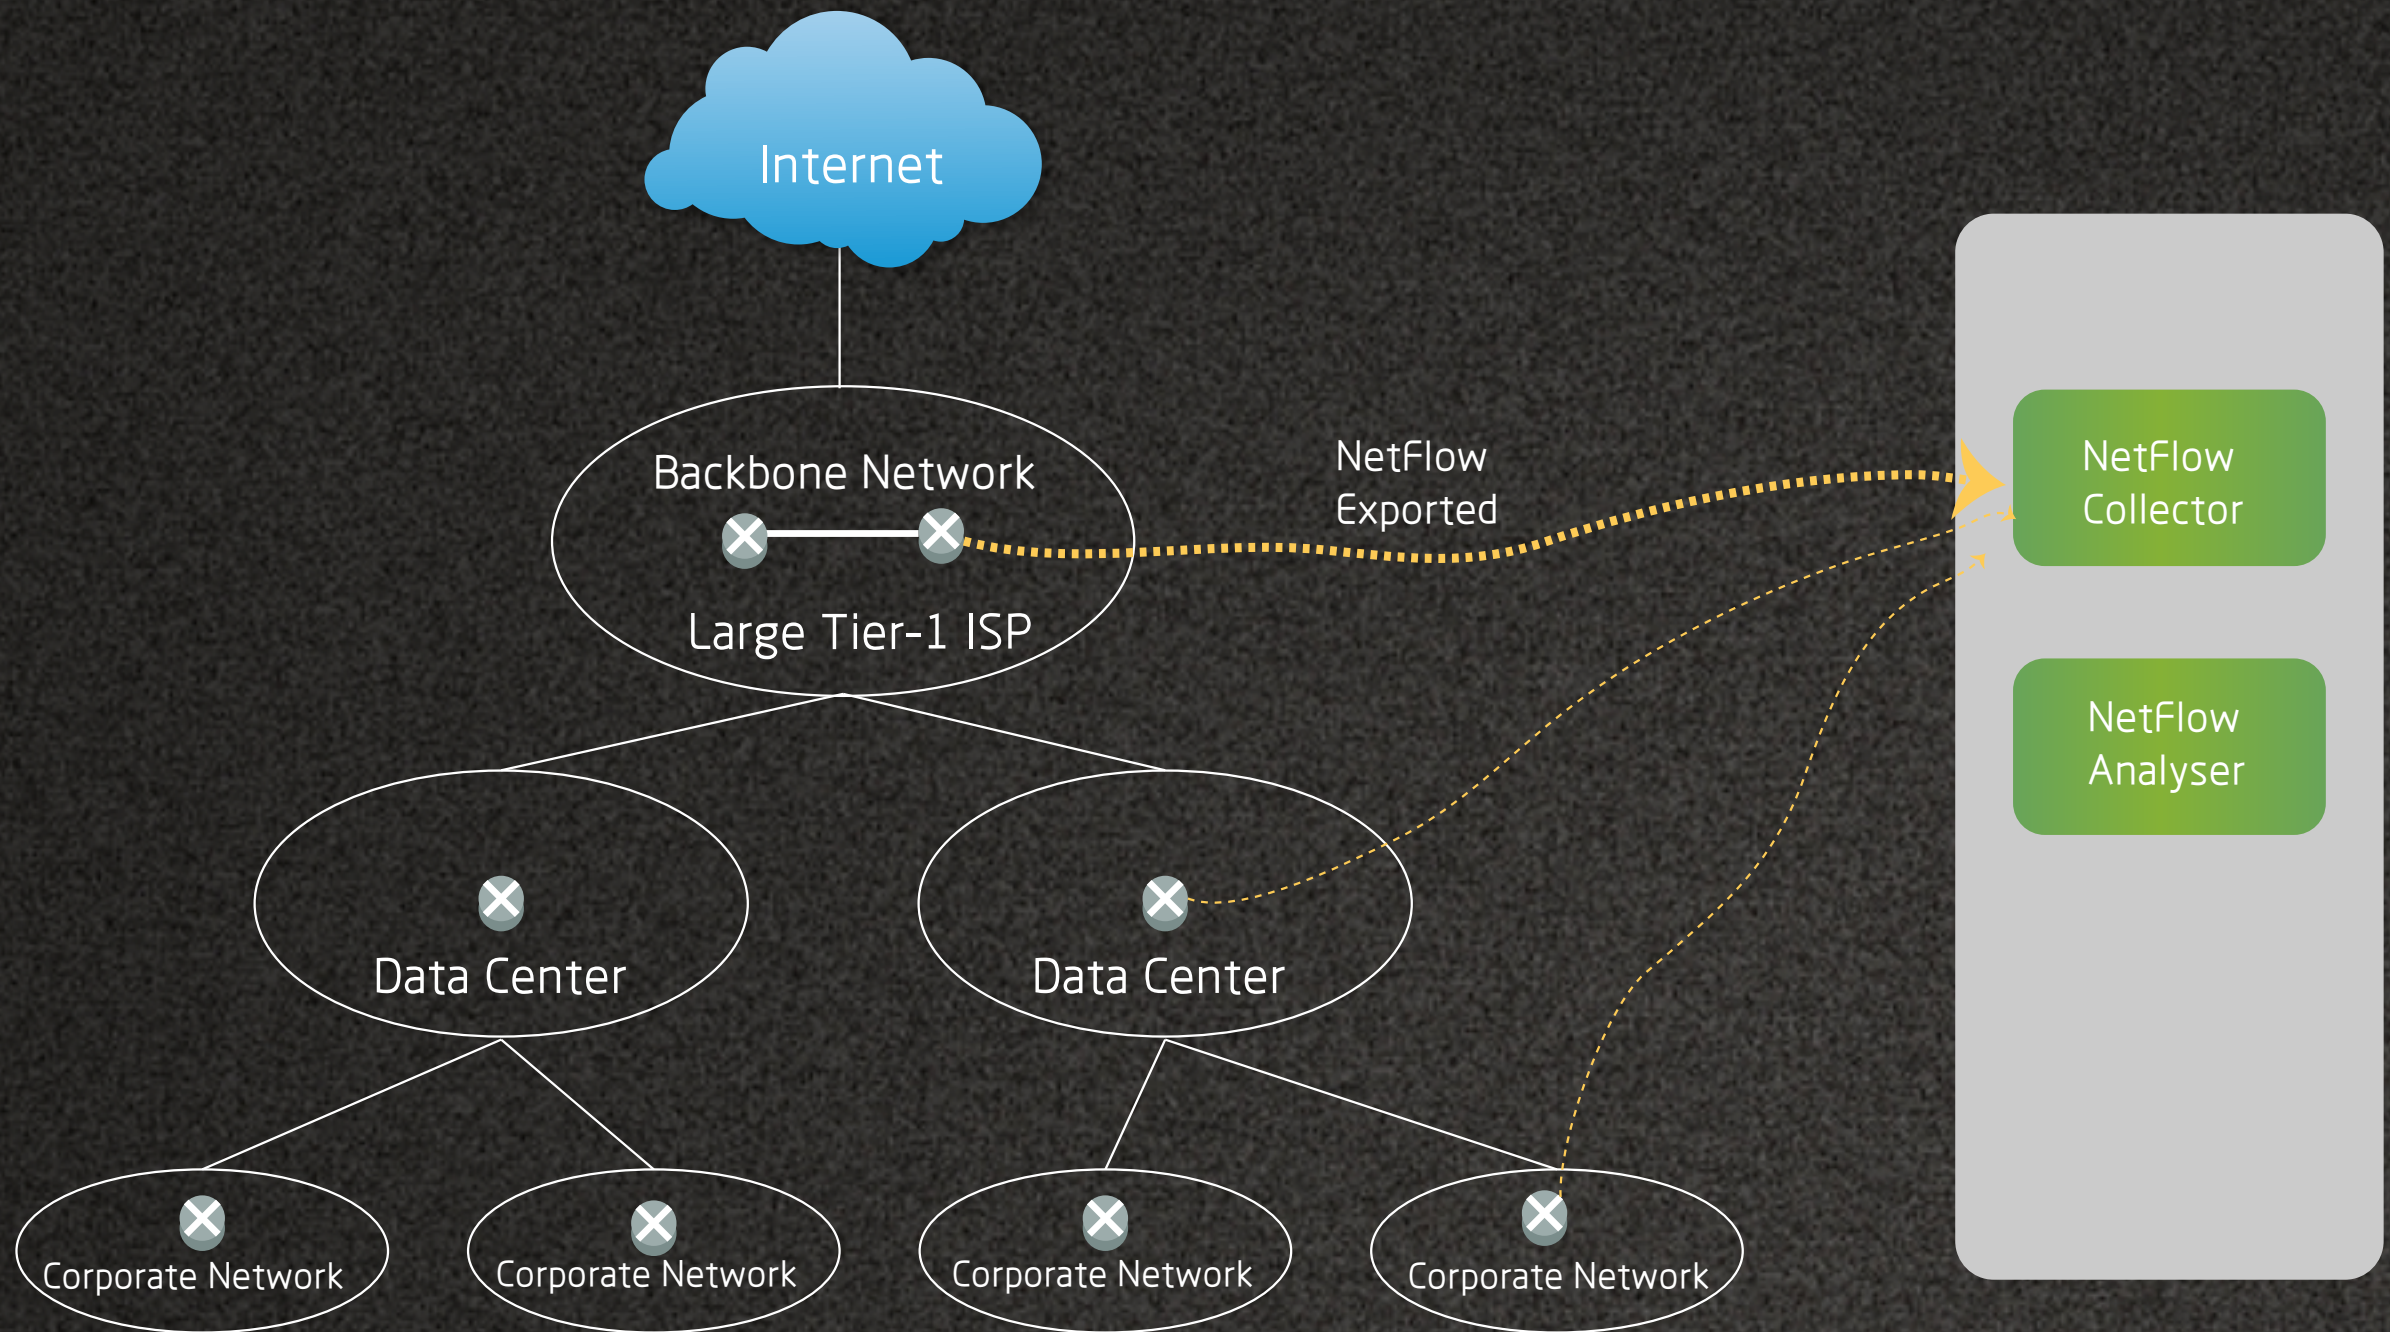 Internet
Backbone Network
Large Tier-1 ISP
NetFlow
Exported
NetFlow
Collector
NetFlow
Analyser
Data Center
Data Center
Corporate Network
Corporate Network
Corporate Network
Corporate Network